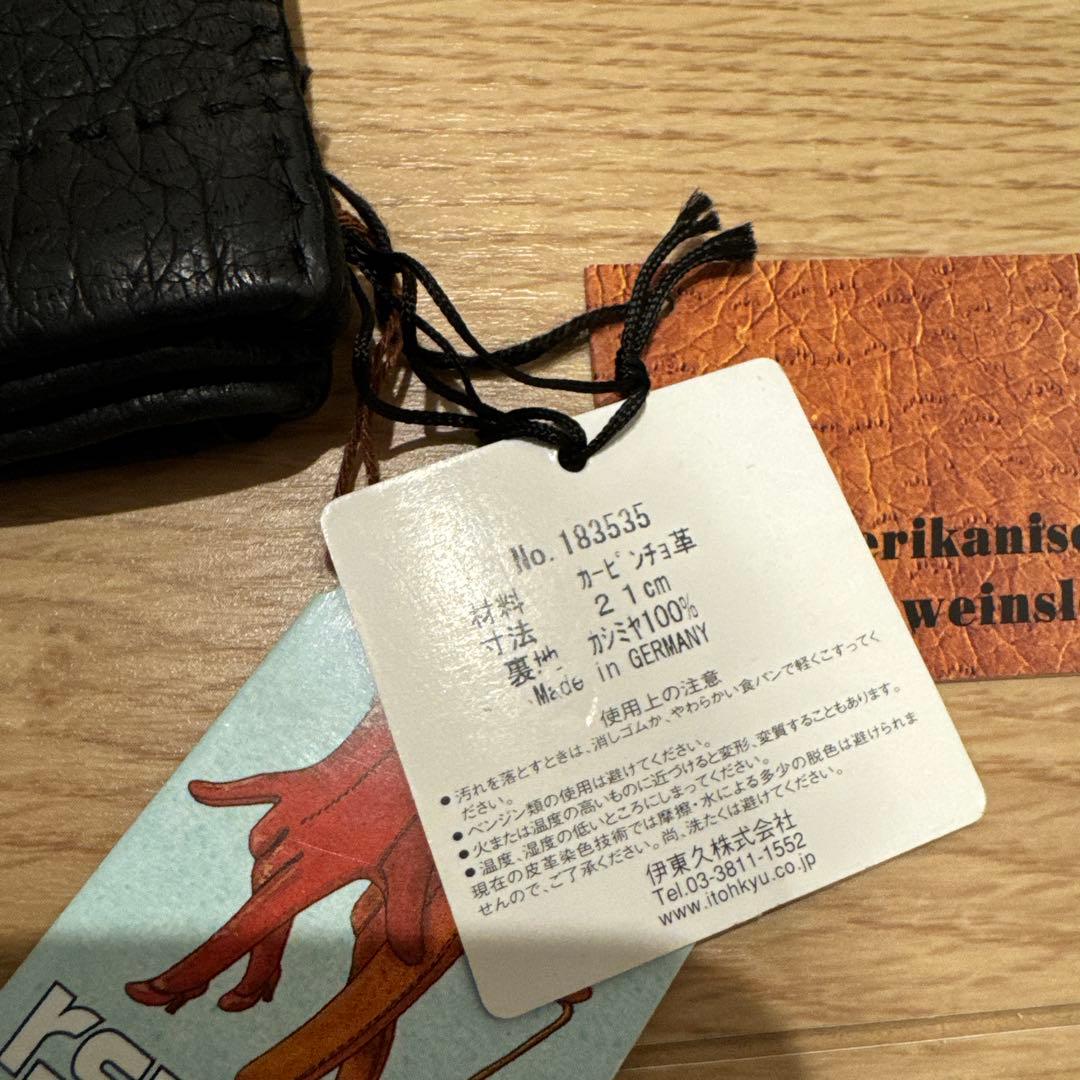 No. 183535
材料 カーピンチョ革
寸法 21cm
裏 カシミヤ100%
Made in GERMANY
使用上の注意
●汚れを落とすときは、消しゴムか、やわらかい食パンで軽くこすってく
ださい。
●ベンジン類の使用は避けてください。
●火または温度の高いものに近づけると変形、変質することもあります。
●温度、湿度の低いところにしまってください。
現在の皮革染色技術では摩擦・水による多少の脱色は避けられま
せんので、ご了承ください。尚、洗たくは避けてください。
伊東久株式会社
Tel.03-3811-1552
www.itohkyu.co.jp
erikanisc
weinsl